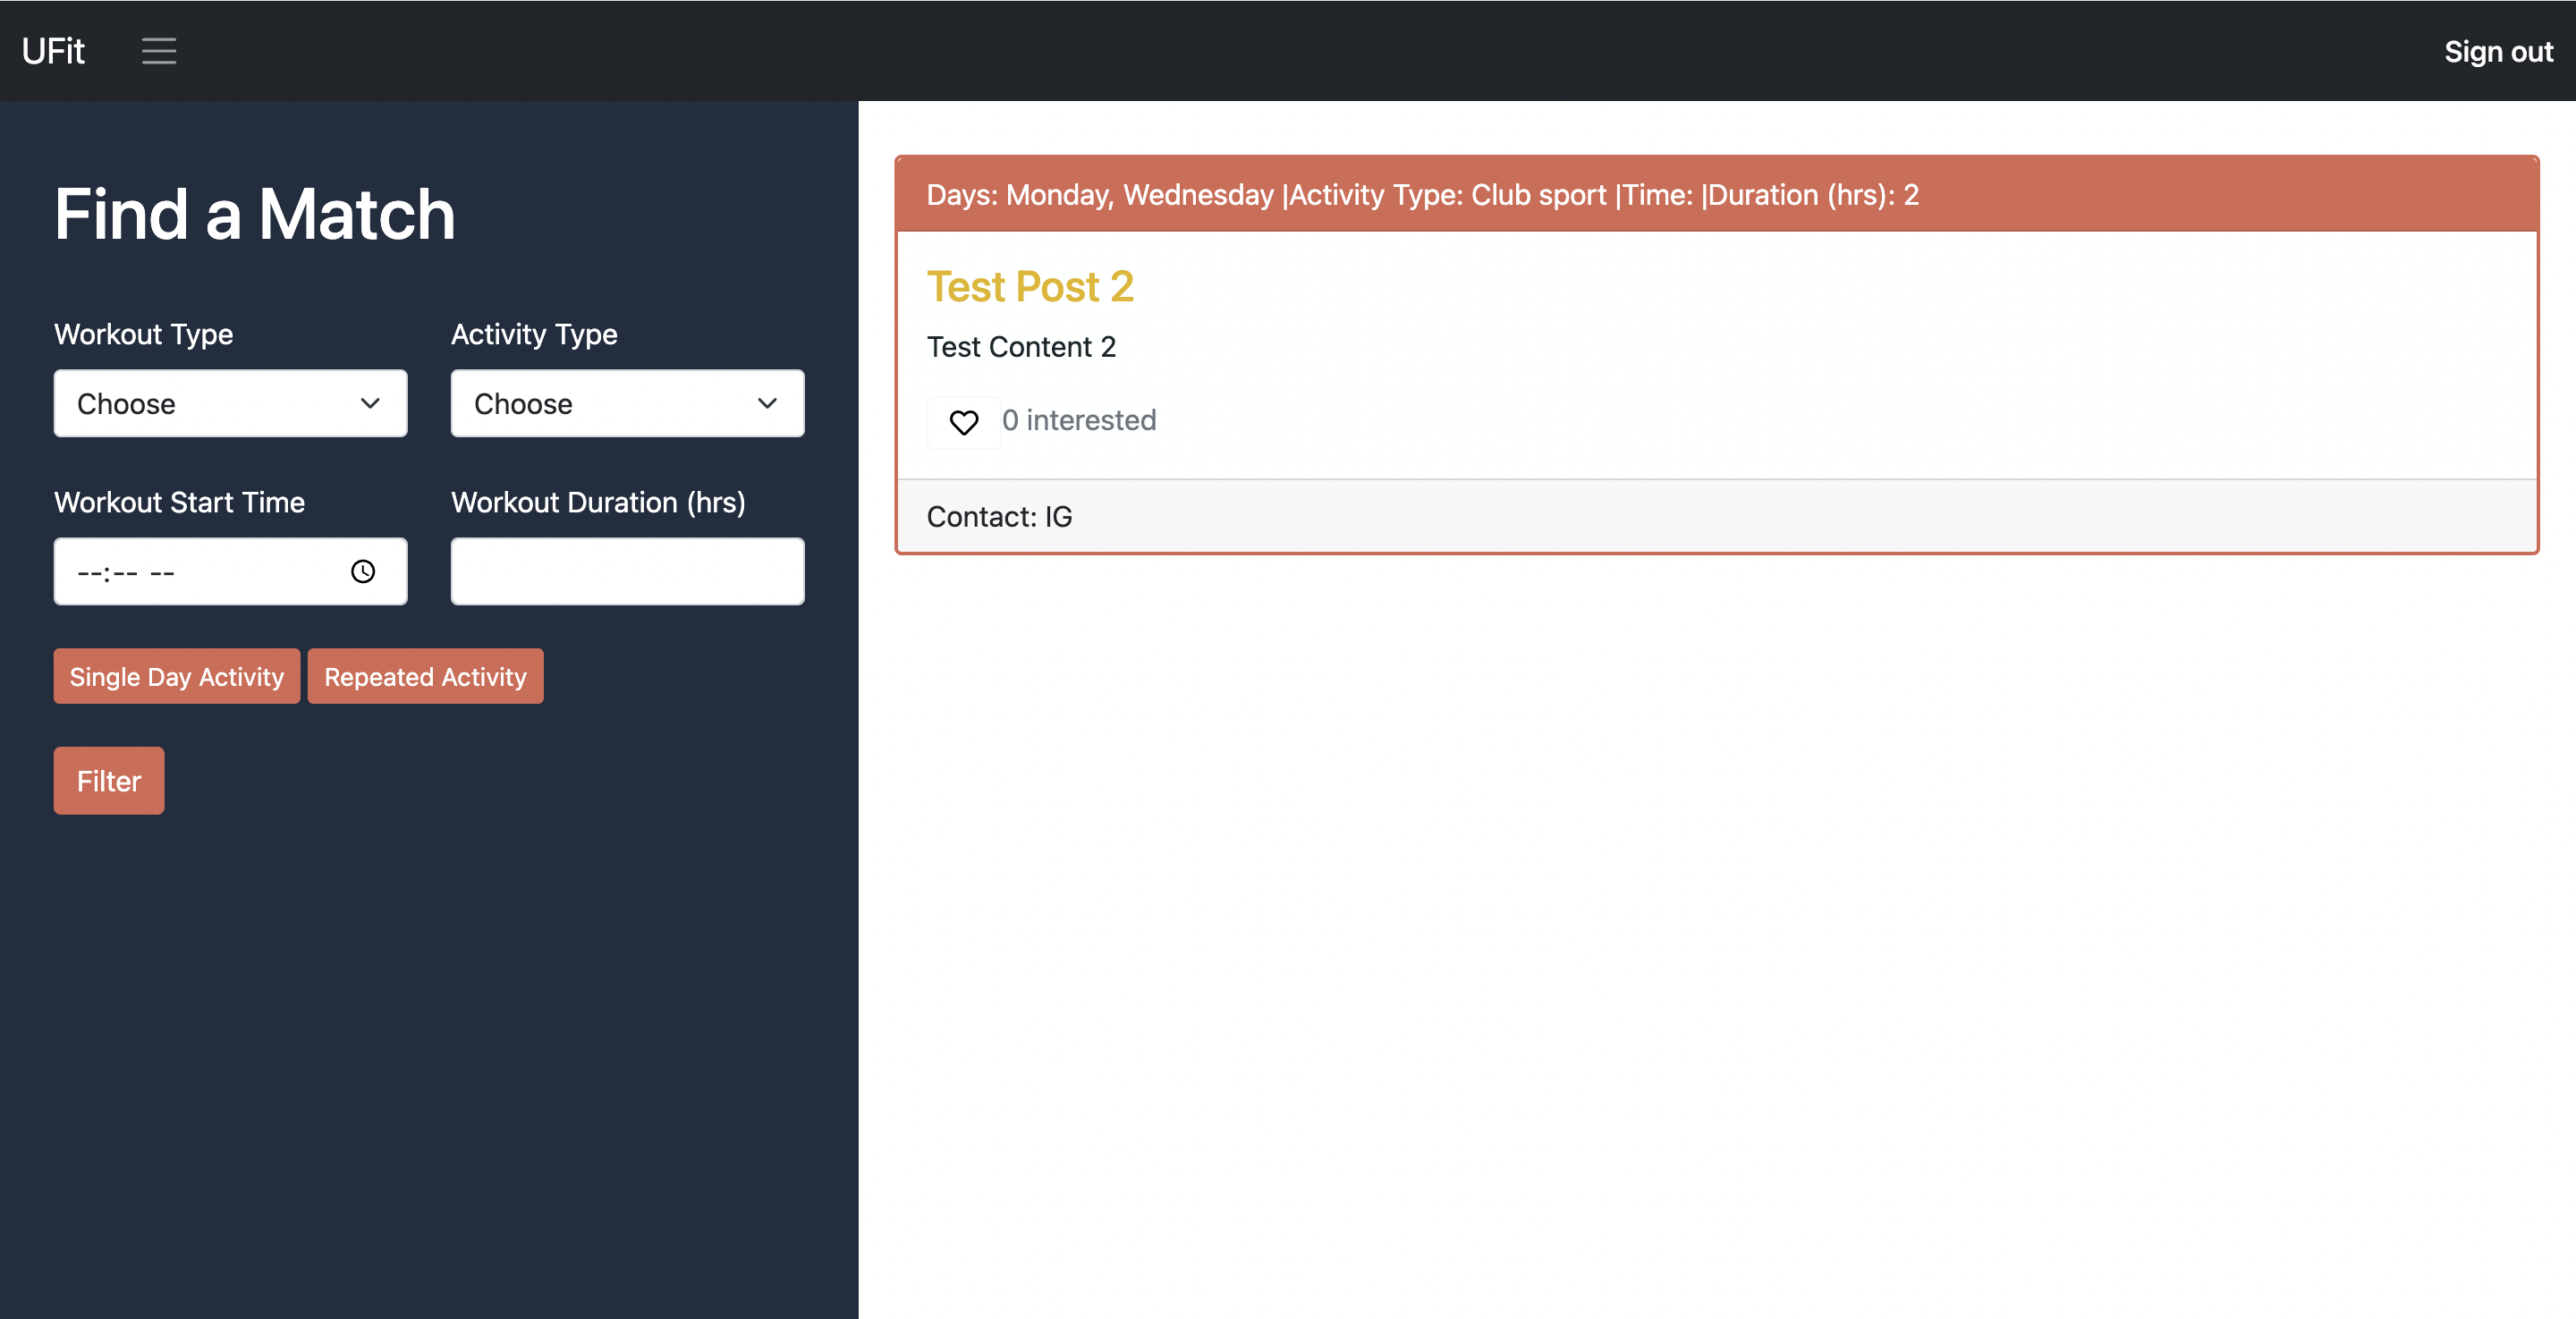 UFit
Sign out
Find a Match
Workout Type
Activity Type
Choose
Choose
Workout Start Time
Workout Duration (hrs)
--:-- --
Single Day Activity
Repeated Activity
Filter
Days: Monday, Wednesday |Activity Type: Club sport |Time: |Duration (hrs): 2
Test Post 2
Test Content 2
0 interested
Contact: IG